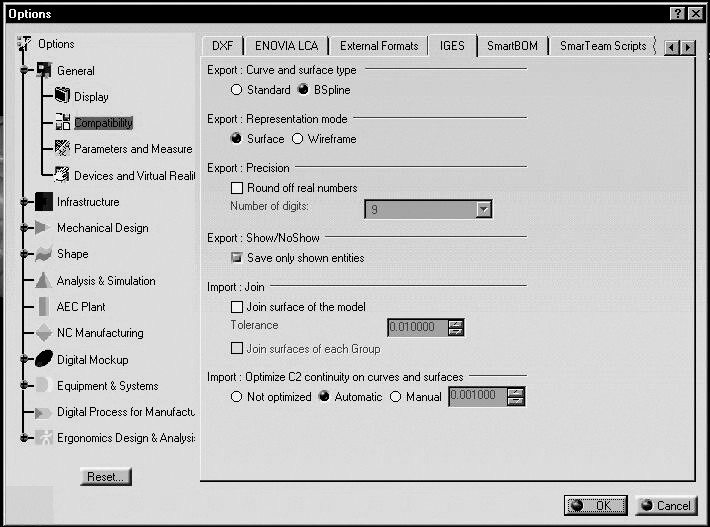 Options
DXF ENOVIA LCA External Formats IGES SmartBOM SmarTeam Scripts
Options
General
Display
Compatibility
Parameters and Measure
Devices and Virtual Realit
Infrastructure
Mechanical Design
Shape
Analysis & Simulation
AEC Plant
NC Manufacturing
Digital Mockup
Equipment & Systems
Digital Process for Manufactu
Ergonomics Design & Analysis
Reset...
Export : Curve and surface type
Standard BSpline
Export : Representation mode
Surface Wireframe
Export : Precision
Round off real numbers
Number of digits: 9
Export : Show/NoShow
Save only shown entities
Import : Join
Join surface of the model
Tolerance 0.010000
Join surfaces of each Group
Import : Optimize C2 continuity on curves and surfaces
Not optimized Automatic Manual 0.001000
OK Cancel